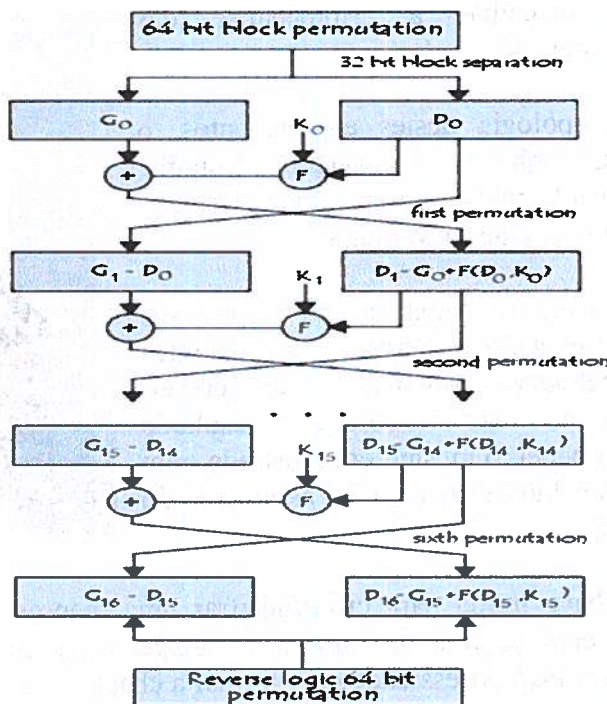 64 bit block permutation
32 bit block separation
G0
K0
D0
+
F
first permutation
G1 - D0
K1
D1-G0+F(D0,K0)
+
F
second permutation
. . .
G15 - D14
K15
D15-G14+F(D14,K14)
+
F
sixth permutation
G16 - D15
D16-G15+F(D15,K15)
Reverse logic 64 bit
permutation